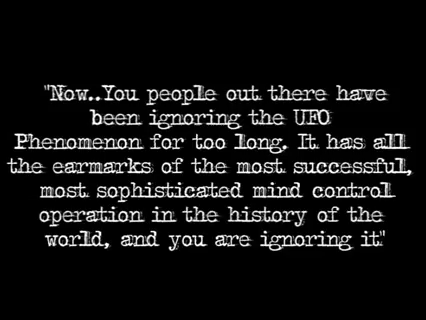 "Now..You people out there have
been ignoring the UFO
Phenomenon for too long. It has all
the earmarks of the most successful,
most sophisticated mind control
operation in the history of the
world, and you are ignoring it"